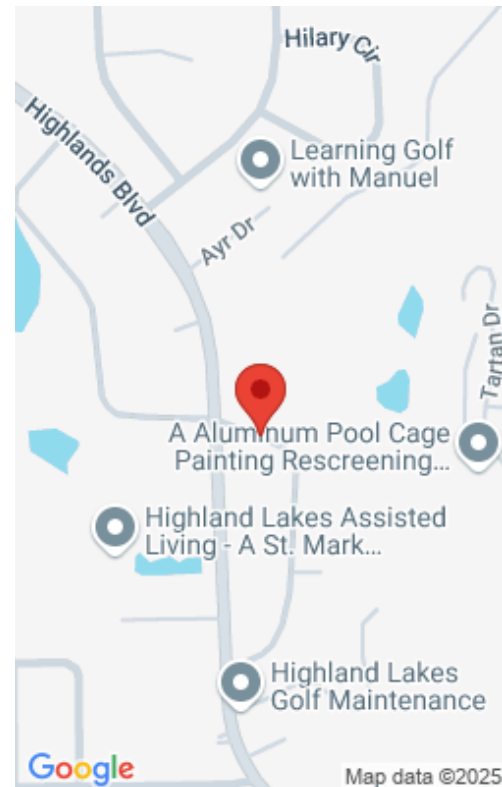 Hilary Cir
Highlands Blvd
Learning Golf
with Manuel
Ayr Dr
Tartan Dr
A Aluminum Pool Cage
Painting Rescreening...
Highland Lakes Assisted
Living - A St. Mark...
Highland Lakes
Golf Maintenance
Google
Map data ©2025